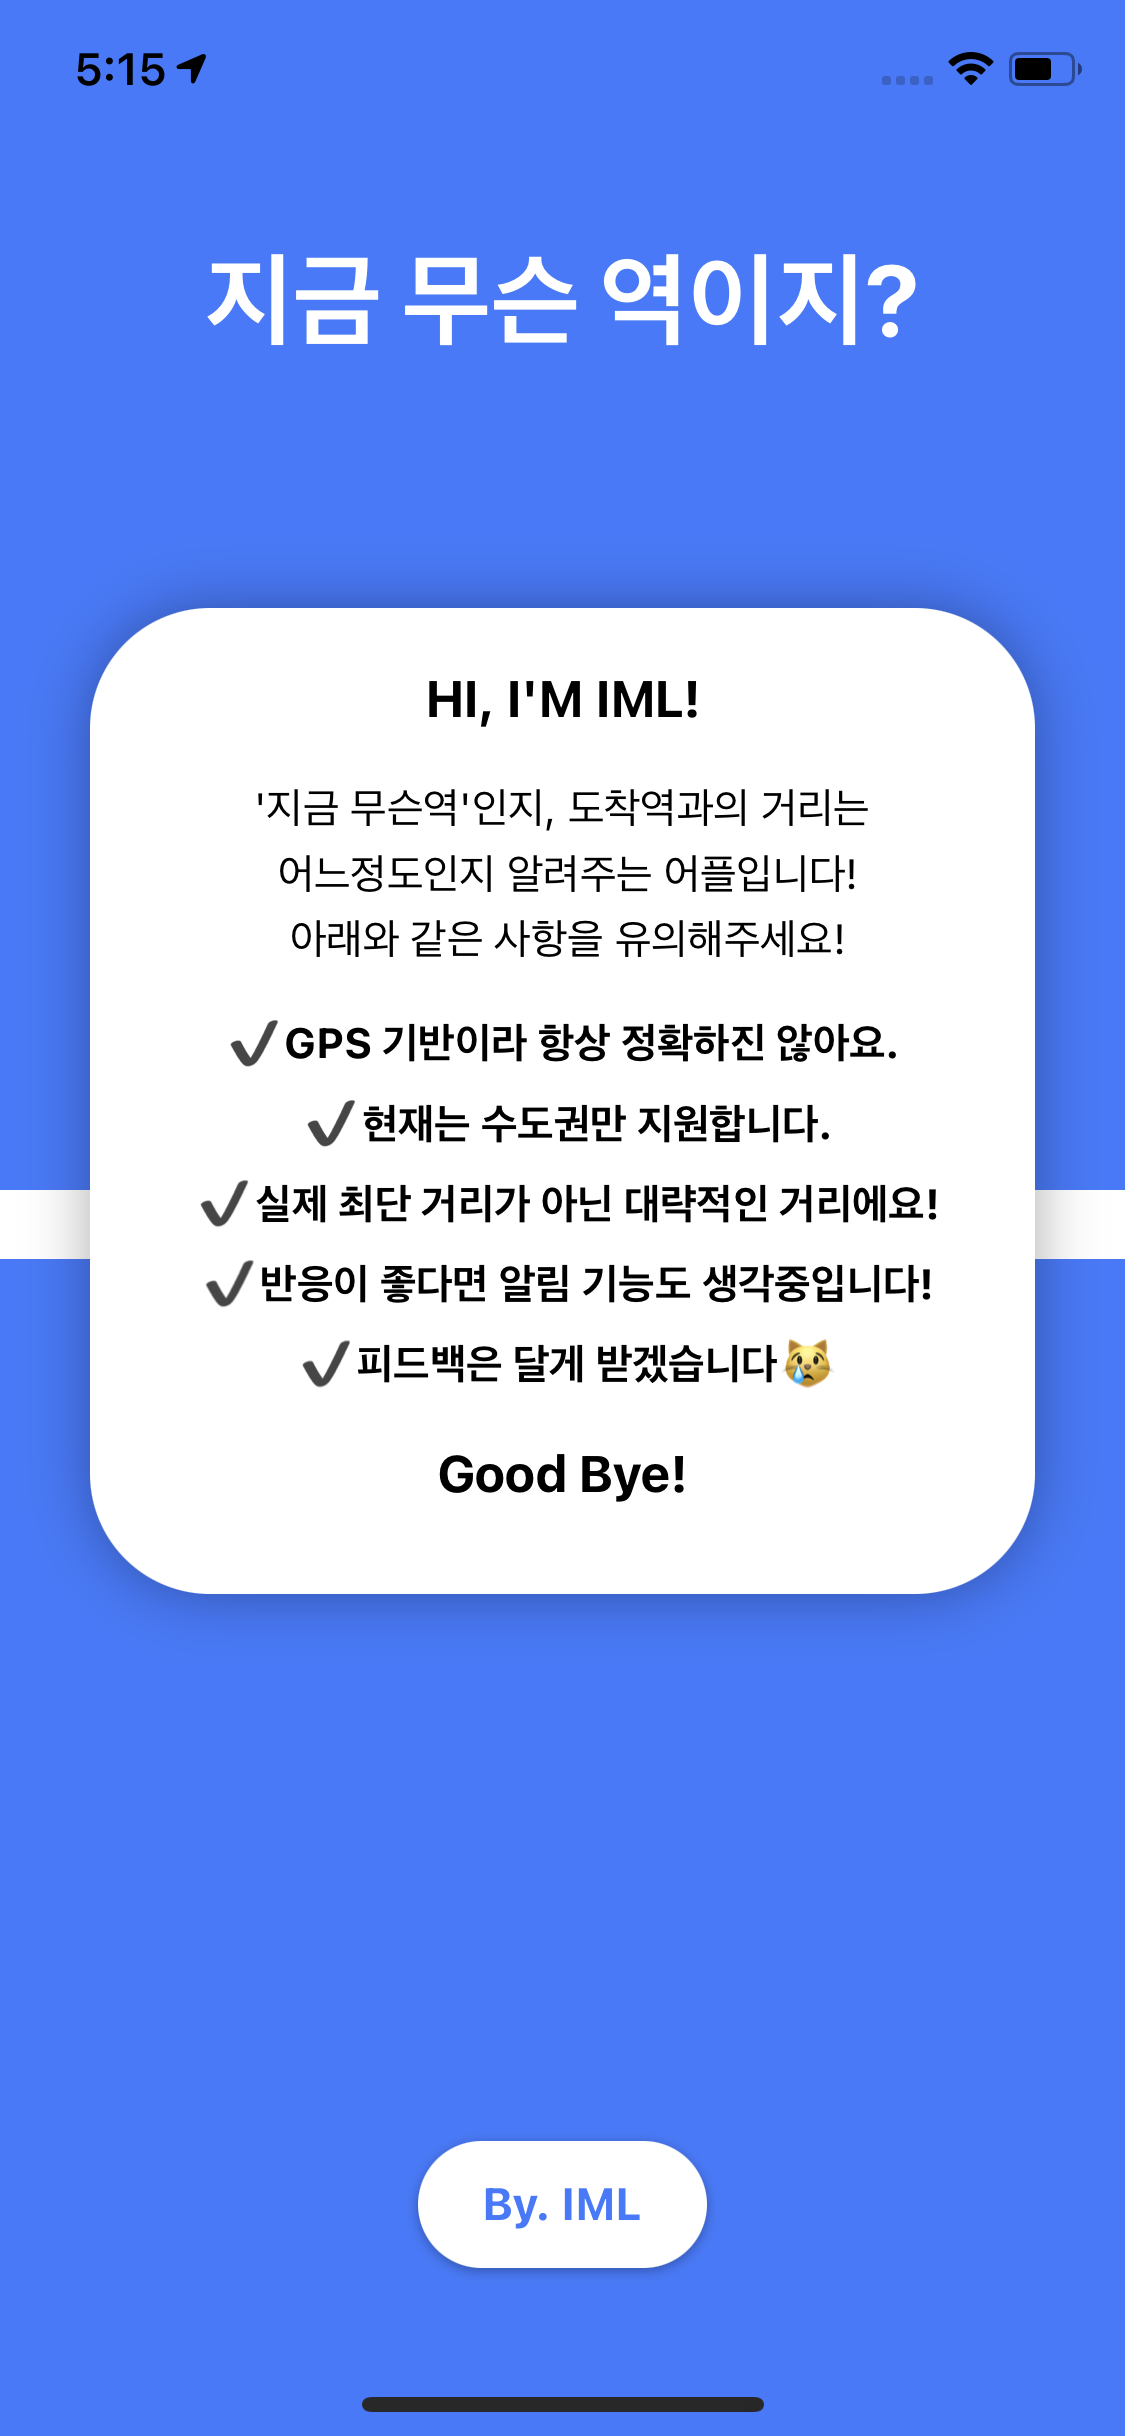 5:15
지금 무슨 역이지?
HI, I'M IML!
'지금 무슨역'인지, 도착역과의 거리는
어느정도인지 알려주는 어플입니다!
아래와 같은 사항을 유의해주세요!
✔️GPS 기반이라 항상 정확하진 않아요.
✔️현재는 수도권만 지원합니다.
✔️실제 최단 거리가 아닌 대략적인 거리에요!
✔️반응이 좋다면 알림 기능도 생각중입니다!
✔️피드백은 달게 받겠습니다😿
Good Bye!
By. IML